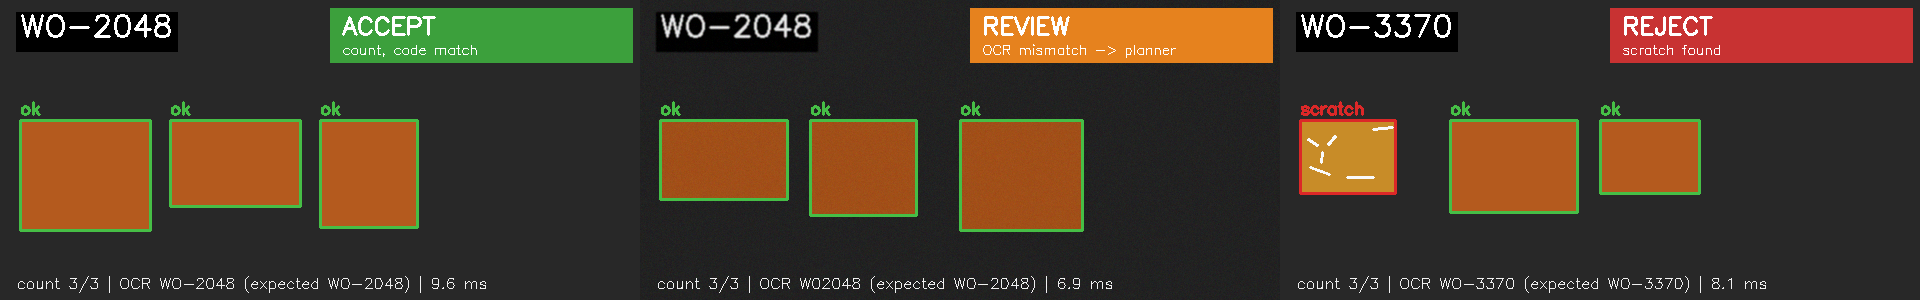 WO-2048
ACCEPT
count, code match
ok
ok
ok
count 3/3 | OCR WO-2048 (expected WO-2048) | 9.6 ms
WO-2048
REVIEW
OCR mismatch -> planner
ok
ok
ok
count 3/3 | OCR WO2048 (expected WO-2048) | 6.9 ms
WO-3370
REJECT
scratch found
scratch
ok
ok
count 3/3 | OCR WO-3370 (expected WO-3370) | 8.1 ms